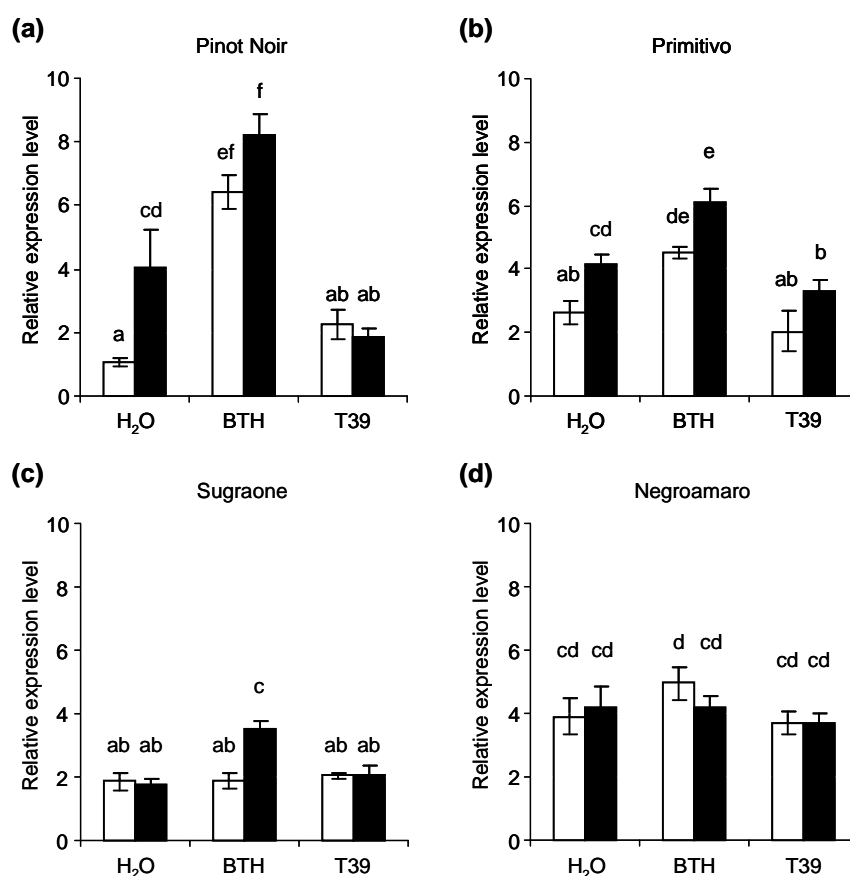 (a)
Pinot Noir
Relative expression level
10
8
6
4
2
0
a
cd
ef
f
ab ab
H₂O BTH T39
(b)
Primitivo
Relative expression level
10
8
6
4
2
0
ab
cd
de
e
ab
b
H₂O BTH T39
(c)
Sugraone
Relative expression level
10
8
6
4
2
0
ab ab
ab
c
ab ab
H₂O BTH T39
(d)
Negroamaro
Relative expression level
10
8
6
4
2
0
cd cd
d cd
cd cd
H₂O BTH T39